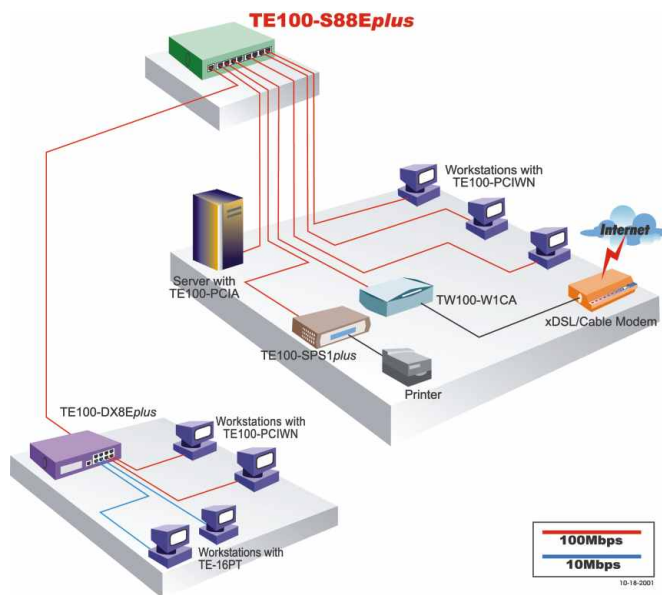 TE100-S88Eplus
Workstations with
TE100-PCIWN
Internet
Server with
TE100-PCIA
TW100-W1CA
xDSL/Cable Modem
TE100-SPS1plus
Printer
TE100-DX8Eplus
Workstations with
TE100-PCIWN
Workstations with
TE-16PT
100Mbps
10Mbps
10-18-2001